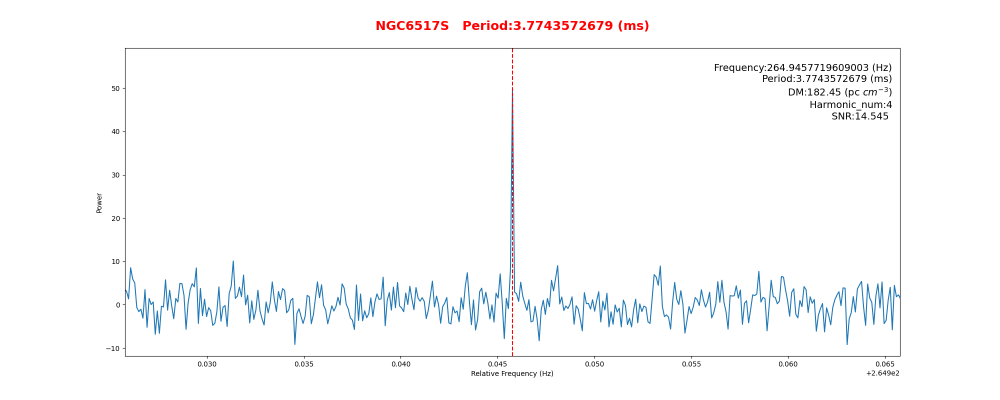 NGC6517S   Period:3.7743572679 (ms)
Frequency:264.9457719609003 (Hz)
Period:3.7743572679 (ms)
DM:182.45 (pc cm⁻³)
Harmonic_num:4
SNR:14.545
50
40
30
20
10
0
−10
Power
0.030 0.035 0.040 0.045 0.050 0.055 0.060 0.065
Relative Frequency (Hz)
+2.649e2